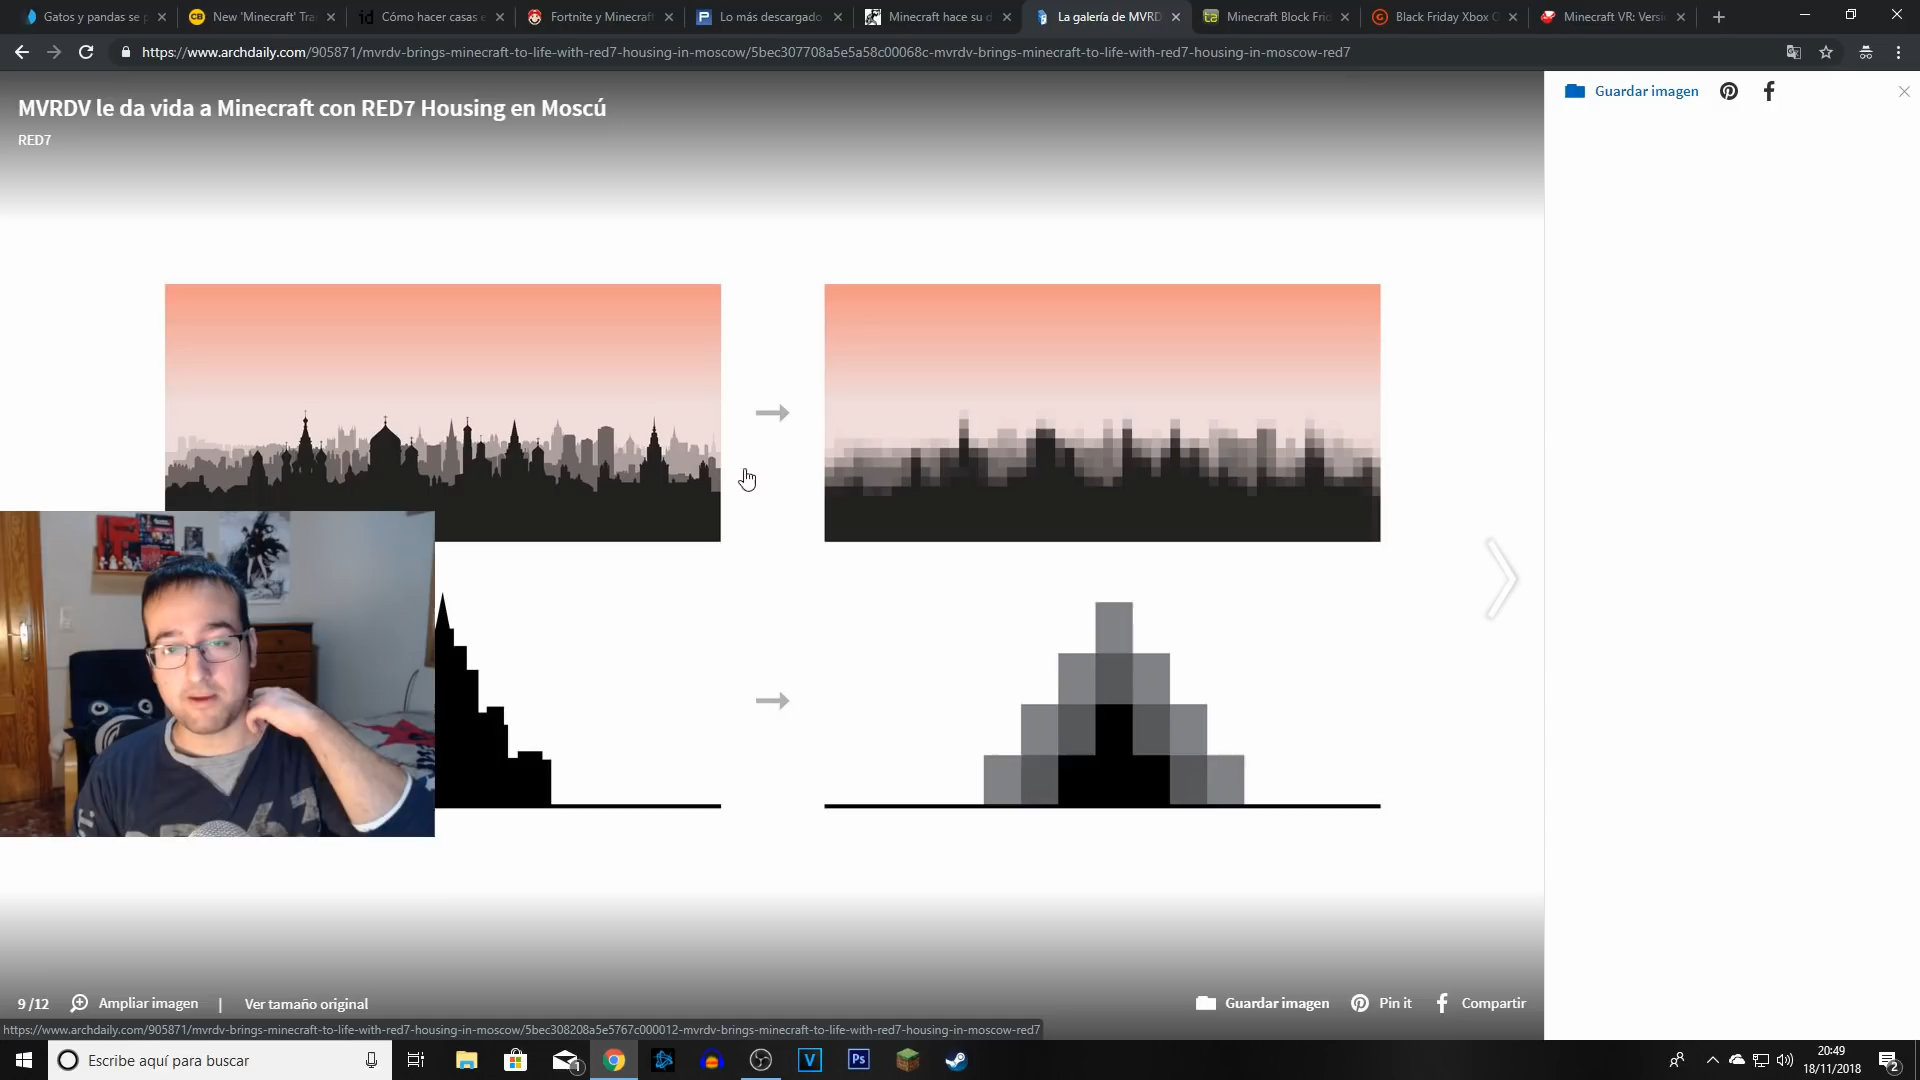 Gatos y pandas se p
New 'Minecraft' Tra
Cómo hacer casas e
Fortnite y Minecraft
Lo más descargado
Minecraft hace su d
La galería de MVRD
Minecraft Block Frid
Black Friday Xbox G
Minecraft VR: Versi
https://www.archdaily.com/905871/mvrdv-brings-minecraft-to-life-with-red7-housing-in-moscow/5bec307708a5e5a58c00068c-mvrdv-brings-minecraft-to-life-with-red7-housing-in-moscow-red7
MVRDV le da vida a Minecraft con RED7 Housing en Moscú
RED7
Guardar imagen
9 /12
Ampliar imagen
|
Ver tamaño original
Guardar imagen
Pin it
Compartir
https://www.archdaily.com/905871/mvrdv-brings-minecraft-to-life-with-red7-housing-in-moscow/5bec308208a5e5767c000012-mvrdv-brings-minecraft-to-life-with-red7-housing-in-moscow-red7
Escribe aquí para buscar
20:49
18/11/2018